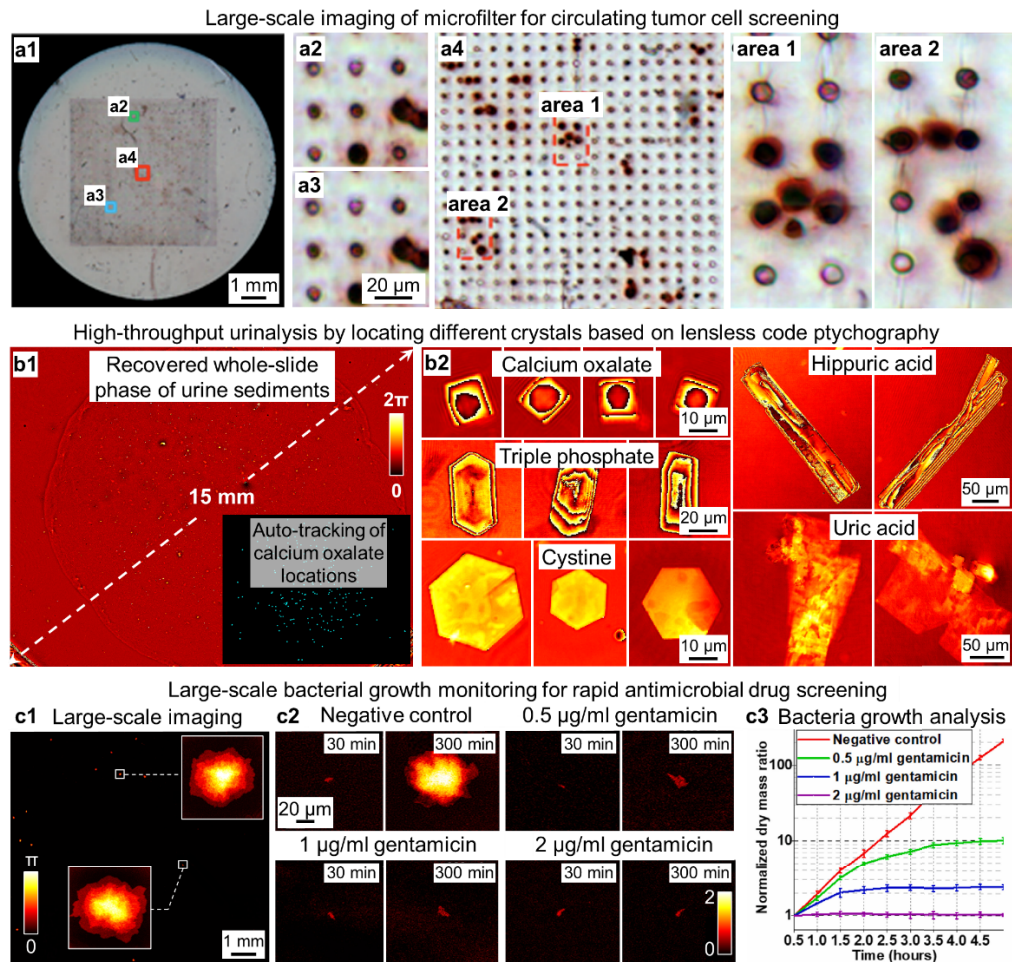 Large-scale imaging of microfilter for circulating tumor cell screening
a1
a2
a4
a3
1 mm
a2
a3
20 µm
a4
area 1
area 2
area 1
area 2
High-throughput urinalysis by locating different crystals based on lensless code ptychography
b1
Recovered whole-slide
phase of urine sediments
2π
0
15 mm
Auto-tracking of
calcium oxalate
locations
b2
Calcium oxalate
10 µm
Triple phosphate
20 µm
Cystine
10 µm
Hippuric acid
50 µm
Uric acid
50 µm
Large-scale bacterial growth monitoring for rapid antimicrobial drug screening
c1
Large-scale imaging
π
0
1 mm
c2
Negative control
30 min
300 min
20 µm
0.5 µg/ml gentamicin
30 min
300 min
1 µg/ml gentamicin
30 min
300 min
2 µg/ml gentamicin
30 min
300 min
2
0
c3
Bacteria growth analysis
Negative control
0.5 µg/ml gentamicin
1 µg/ml gentamicin
2 µg/ml gentamicin
Normalized dry mass ratio
100
10
1
0.5 1.0 1.5 2.0 2.5 3.0 3.5 4.0 4.5
Time (hours)